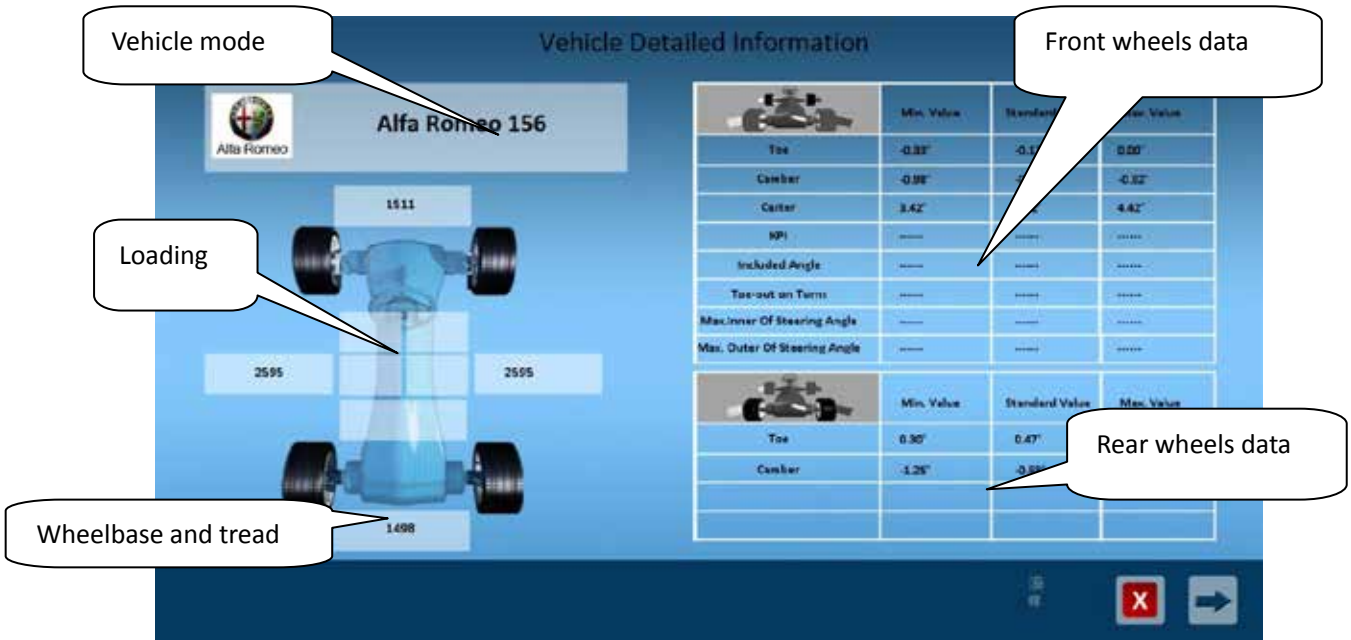 Vehicle mode
Vehicle Detailed Information
Front wheels data
Alfa Romeo
Alfa Romeo 156
Min. Value
Value
Toe -0.33° 0.00°
Camber -0.98°
Caster 3.42° 4.42°
KPI ------ ------ ------
Included Angle ------ ------ ------
Toe-out on Turns ------ ------ ------
Max.Inner Of Steering Angle ------ ------ ------
Max. Outer Of Steering Angle ------ ------ ------
1511
Loading
2595
2595
Min. Value Standard Value Max. Value
Toe 0.30° 0.47°
Camber -1.26°
Rear wheels data
Wheelbase and tread
1498
X